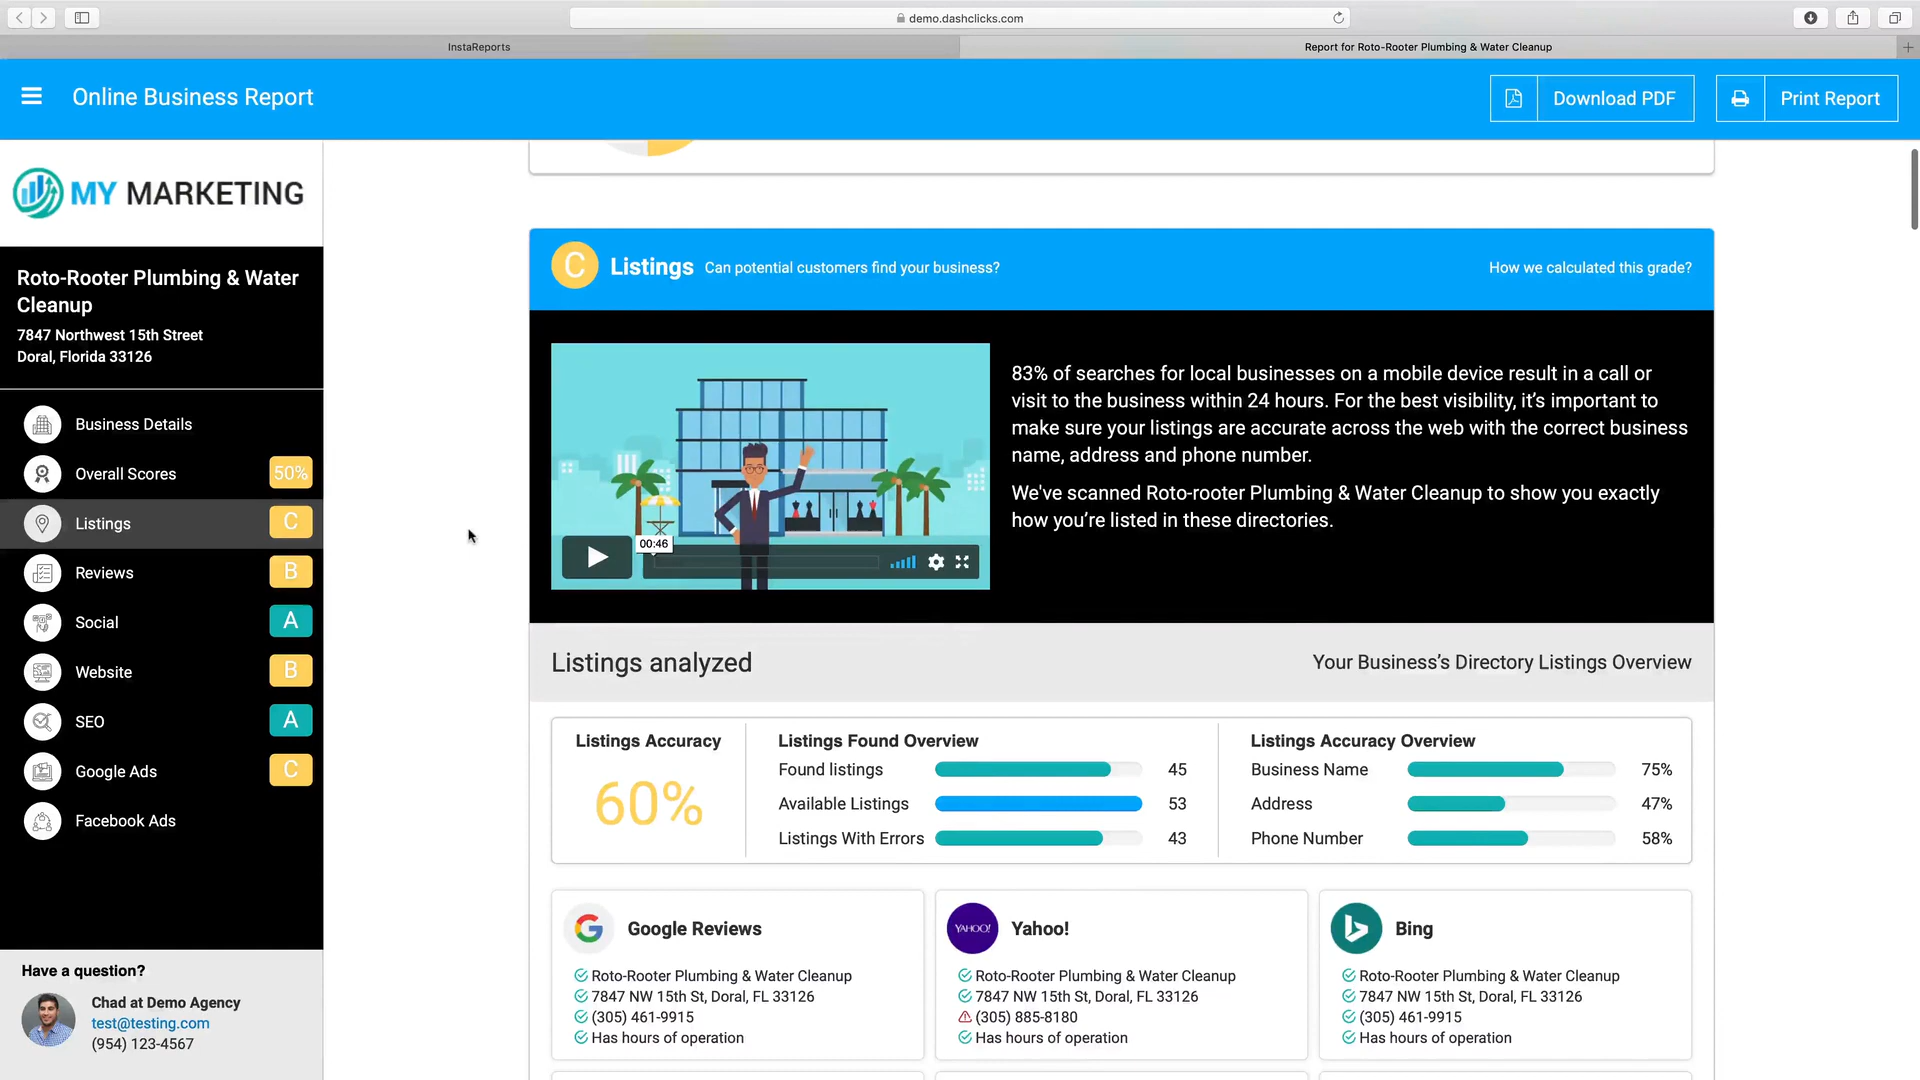 demo.dashclicks.com
InstaReports
Report for Roto-Rooter Plumbing & Water Cleanup
Online Business Report
Download PDF
Print Report
MY MARKETING
Roto-Rooter Plumbing & Water
Cleanup
7847 Northwest 15th Street
Doral, Florida 33126
Business Details
Overall Scores 50%
Listings C
Reviews B
Social A
Website B
SEO A
Google Ads C
Facebook Ads
Have a question?
Chad at Demo Agency
test@testing.com
(954) 123-4567
C Listings Can potential customers find your business?
How we calculated this grade?
00:46
83% of searches for local businesses on a mobile device result in a call or
visit to the business within 24 hours. For the best visibility, it's important to
make sure your listings are accurate across the web with the correct business
name, address and phone number.
We've scanned Roto-rooter Plumbing & Water Cleanup to show you exactly
how you're listed in these directories.
Listings analyzed
Your Business's Directory Listings Overview
Listings Accuracy
60%
Listings Found Overview
Found listings 45
Available Listings 53
Listings With Errors 43
Listings Accuracy Overview
Business Name 75%
Address 47%
Phone Number 58%
Google Reviews
Roto-Rooter Plumbing & Water Cleanup
7847 NW 15th St, Doral, FL 33126
(305) 461-9915
Has hours of operation
YAHOO! Yahoo!
Roto-Rooter Plumbing & Water Cleanup
7847 NW 15th St, Doral, FL 33126
(305) 885-8180
Has hours of operation
Bing
Roto-Rooter Plumbing & Water Cleanup
7847 NW 15th St, Doral, FL 33126
(305) 461-9915
Has hours of operation